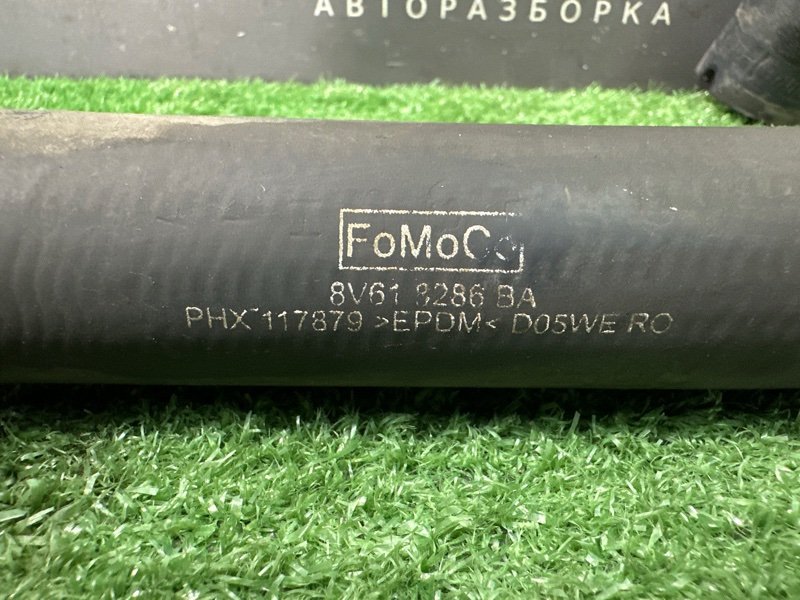 АВТОРАЗБОРКА
FoMoCo
8V61 8286 BA
PHX 117879 >EPDM< D05WE RO